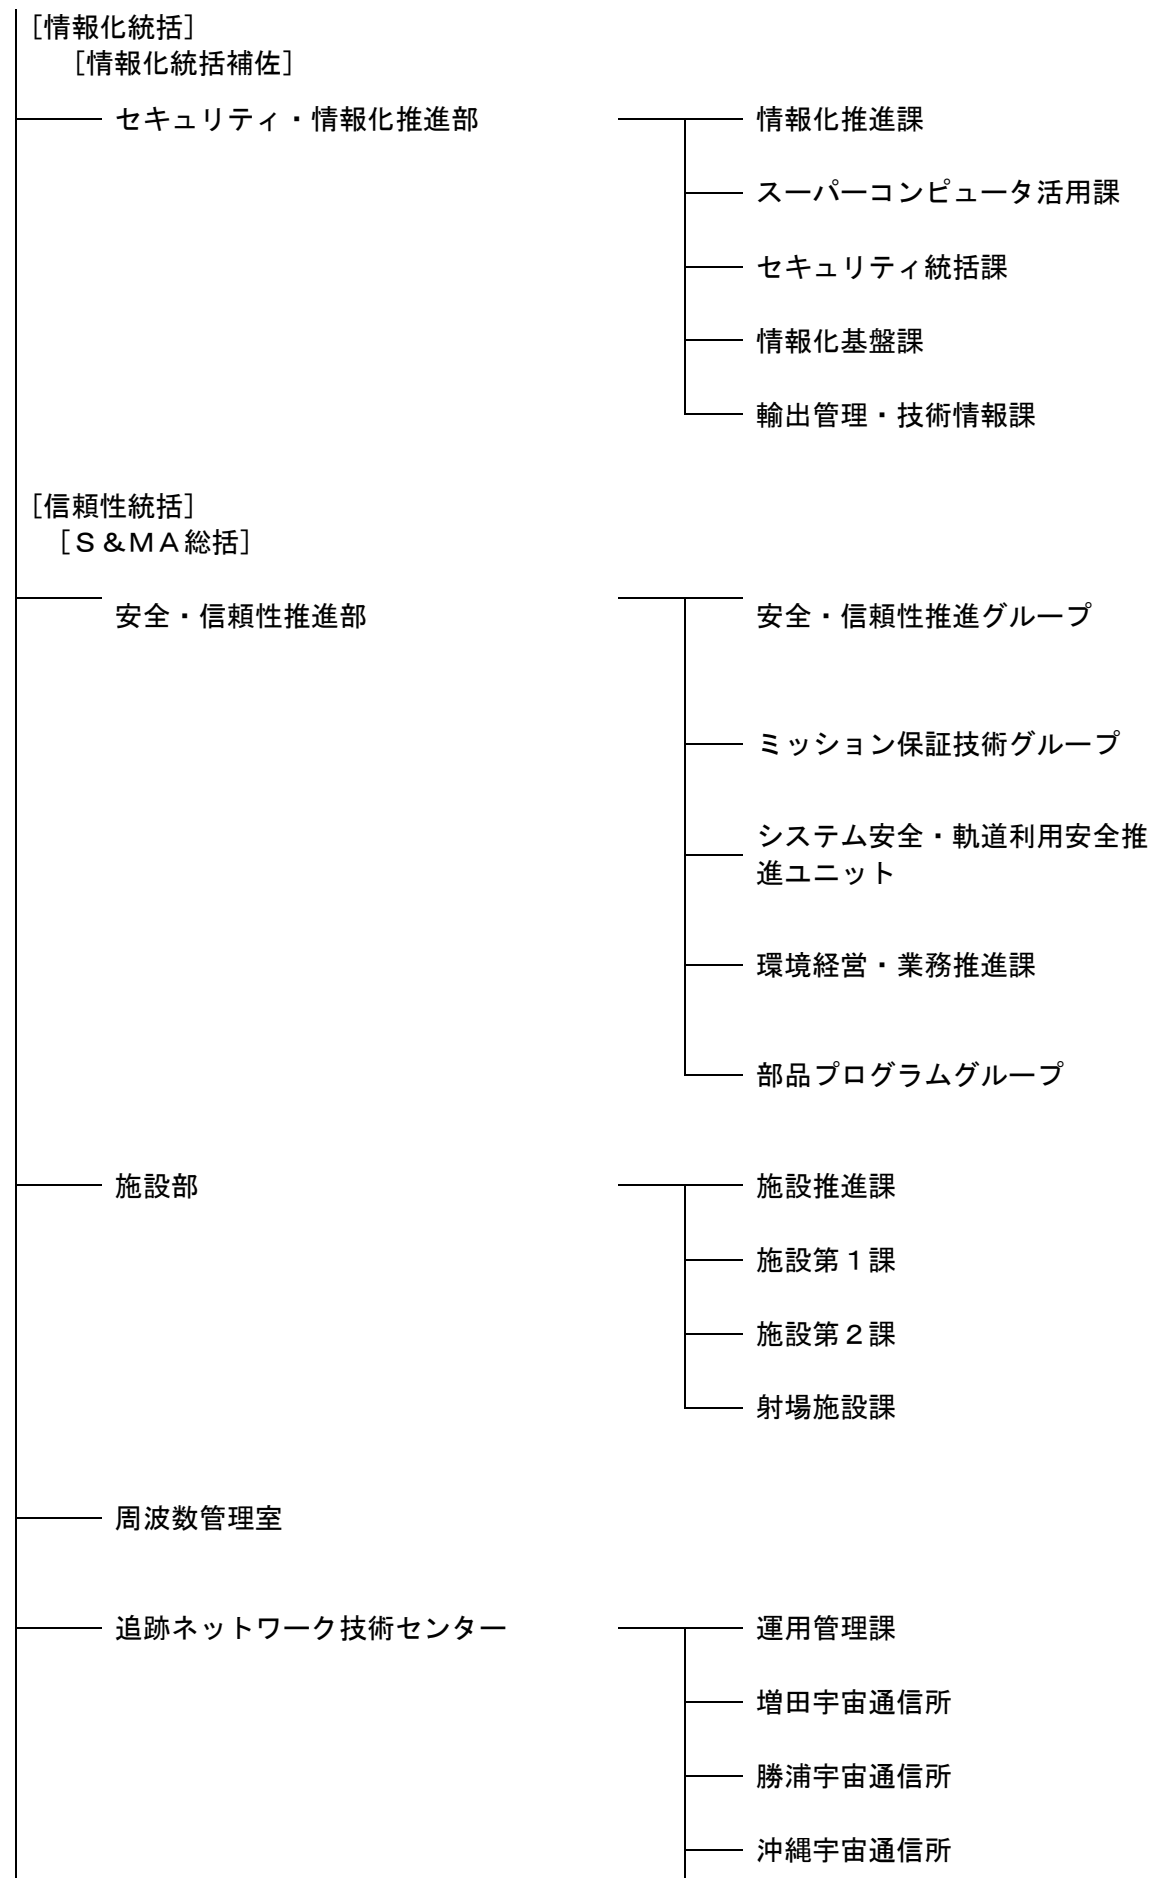 ［情報化統括］
［情報化統括補佐］
セキュリティ・情報化推進部
情報化推進課
スーパーコンピュータ活用課
セキュリティ統括課
情報化基盤課
輸出管理・技術情報課
［信頼性統括］
［Ｓ＆ＭＡ総括］
安全・信頼性推進部
安全・信頼性推進グループ
ミッション保証技術グループ
システム安全・軌道利用安全推
進ユニット
環境経営・業務推進課
部品プログラムグループ
施設部
施設推進課
施設第１課
施設第２課
射場施設課
周波数管理室
追跡ネットワーク技術センター
運用管理課
増田宇宙通信所
勝浦宇宙通信所
沖縄宇宙通信所